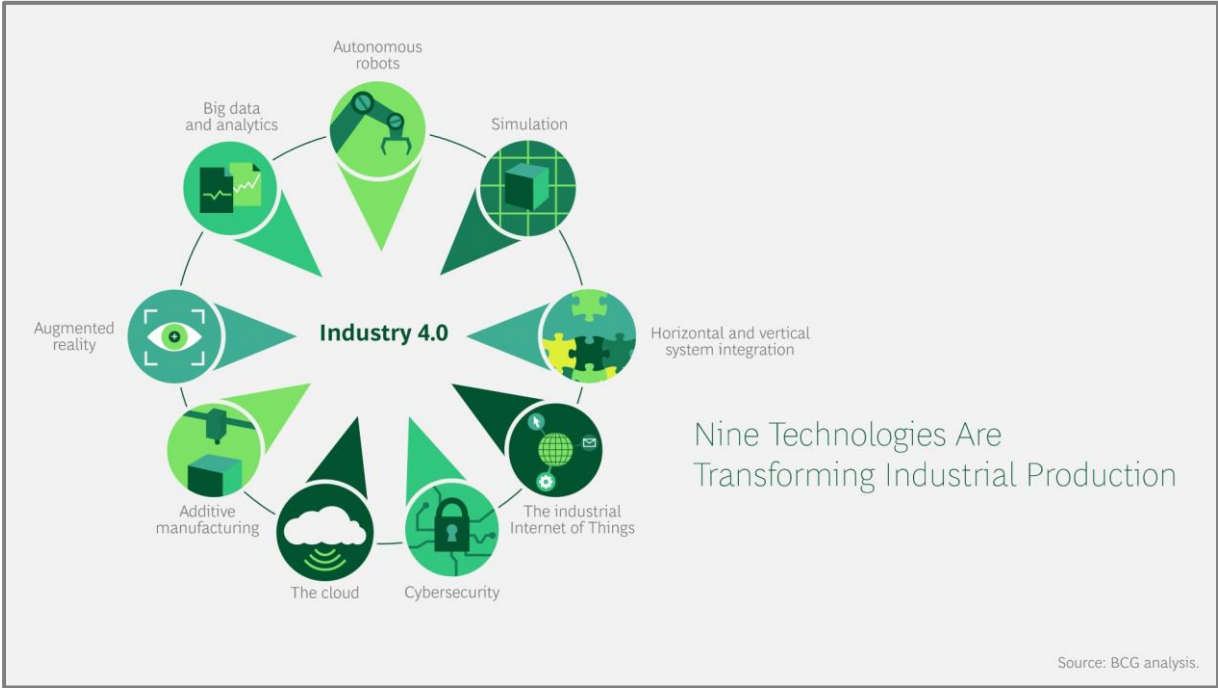 Autonomous
robots
Simulation
Horizontal and vertical
system integration
The industrial
Internet of Things
Cybersecurity
The cloud
Additive
manufacturing
Augmented
reality
Big data
and analytics
Industry 4.0
Nine Technologies Are
Transforming Industrial Production
Source: BCG analysis.